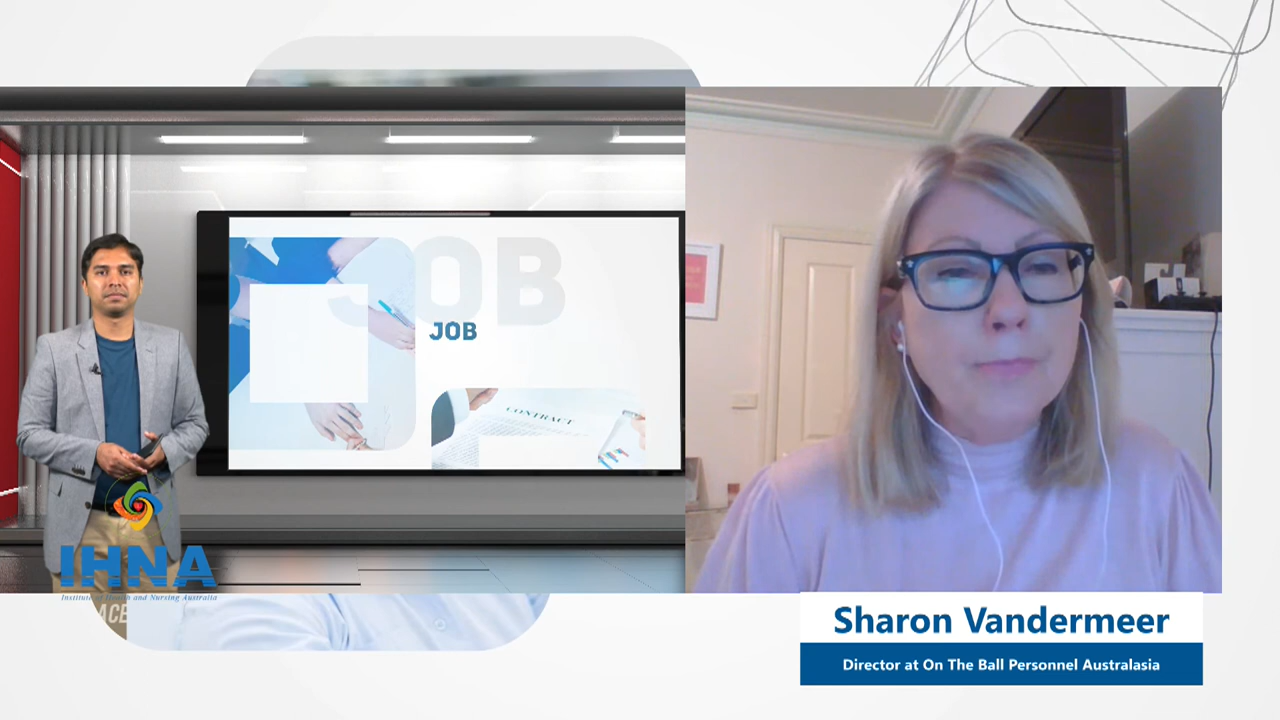 JOB
JOB
CONTRACT
IHNA
Institute of Health and Nursing Australia
ACE
Sharon Vandermeer
Director at On The Ball Personnel Australasia